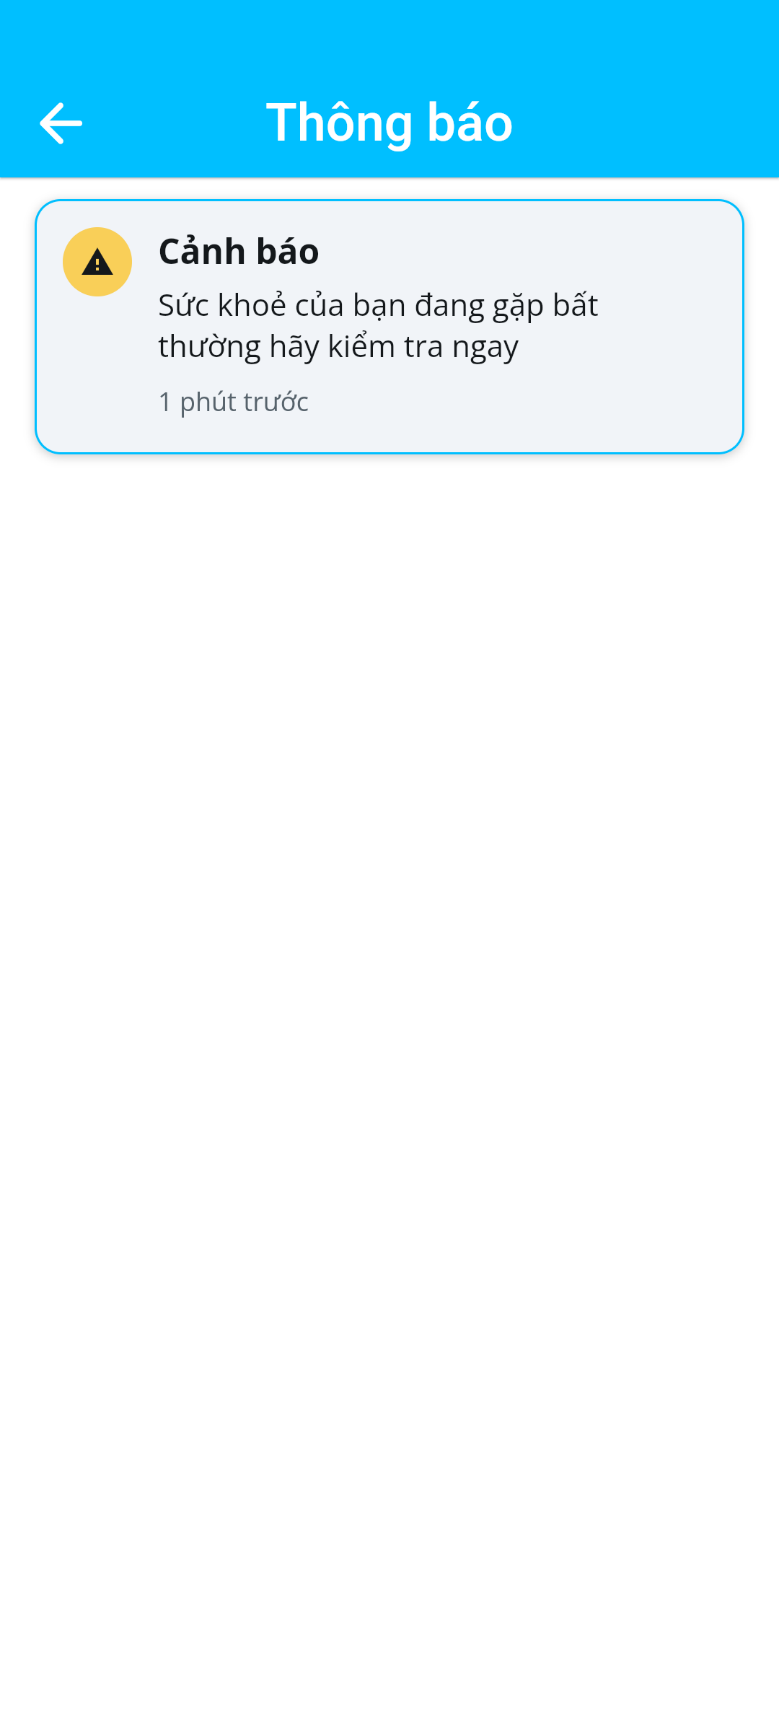 Thông báo
Cảnh báo
Sức khoẻ của bạn đang gặp bất
thường hãy kiểm tra ngay
1 phút trước